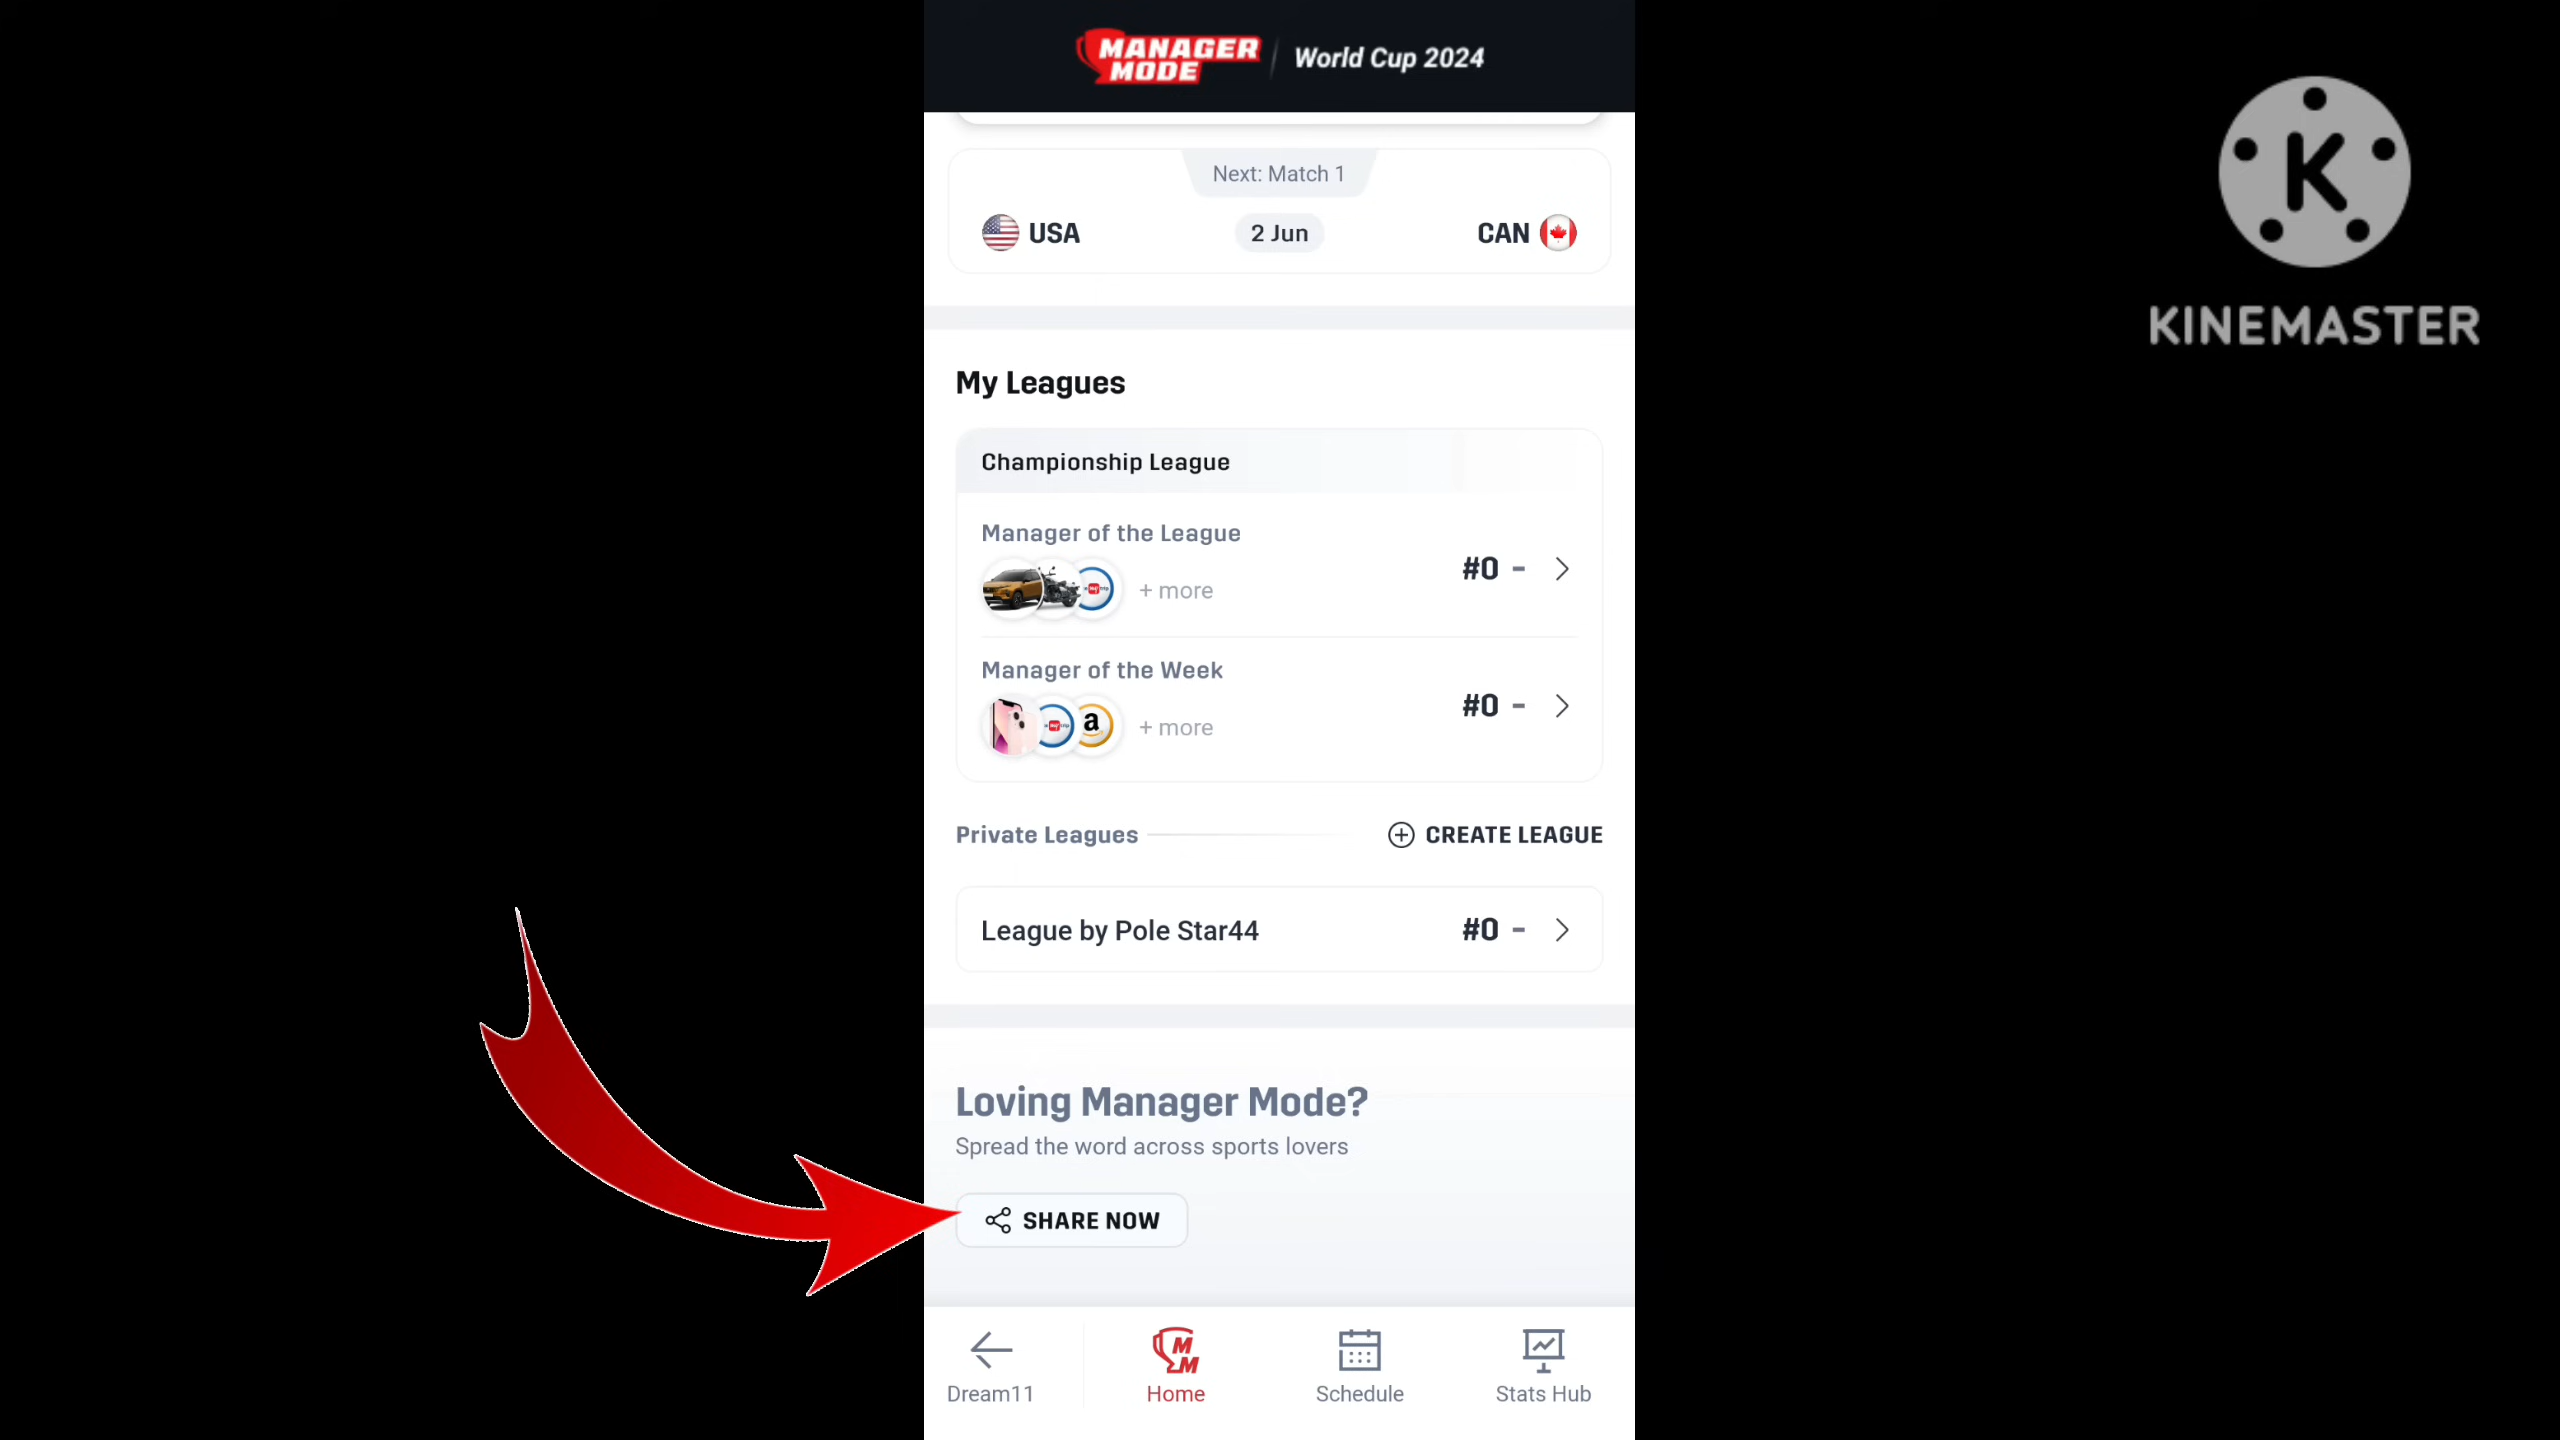 MANAGER
MODE
World Cup 2024
K
KINEMASTER
Next: Match 1
USA
2 Jun
CAN
My Leagues
Championship League
Manager of the League
+ more
#0 -
Manager of the Week
a
+ more
#0 -
Private Leagues
CREATE LEAGUE
League by Pole Star44
#0 -
Loving Manager Mode?
Spread the word across sports lovers
SHARE NOW
Dream11
MM
Home
Schedule
Stats Hub